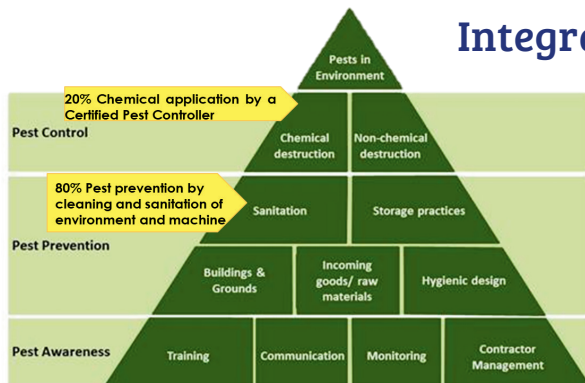 Integra
Pests in
Environment
20% Chemical application by a
Certified Pest Controller
Pest Control
Chemical
destruction
Non-chemical
destruction
80% Pest prevention by
cleaning and sanitation of
environment and machine
Sanitation
Storage practices
Pest Prevention
Buildings &
Grounds
Incoming
goods/ raw
materials
Hygienic design
Pest Awareness
Training
Communication
Monitoring
Contractor
Management